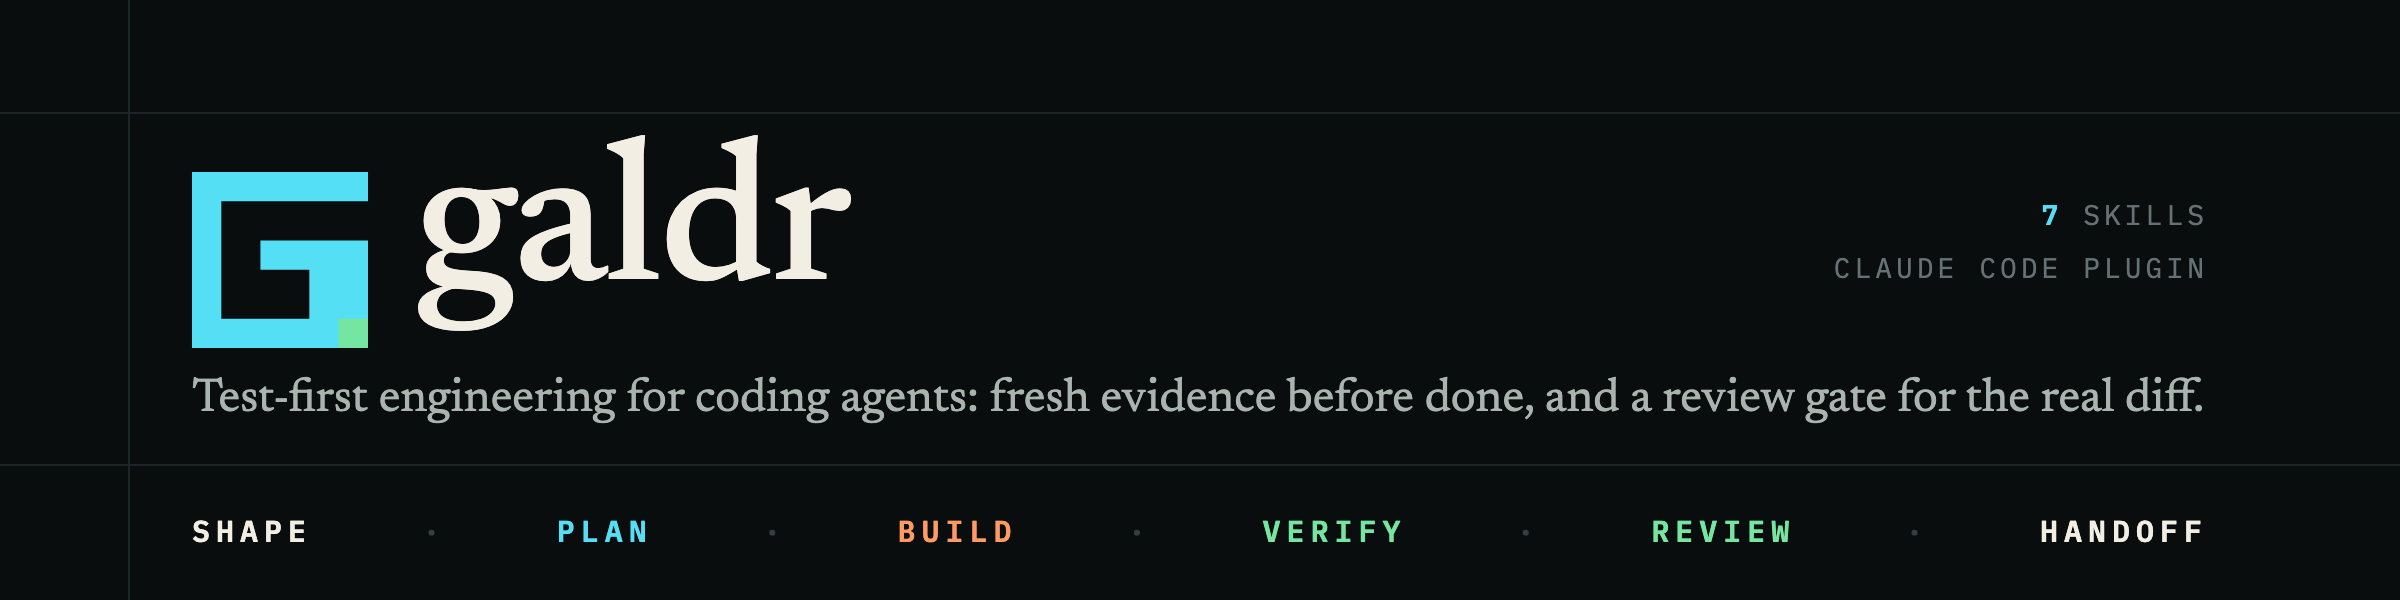 galdr
7 SKILLS
CLAUDE CODE PLUGIN
Test-first engineering for coding agents: fresh evidence before done, and a review gate for the real diff.
SHAPE · PLAN · BUILD · VERIFY · REVIEW · HANDOFF